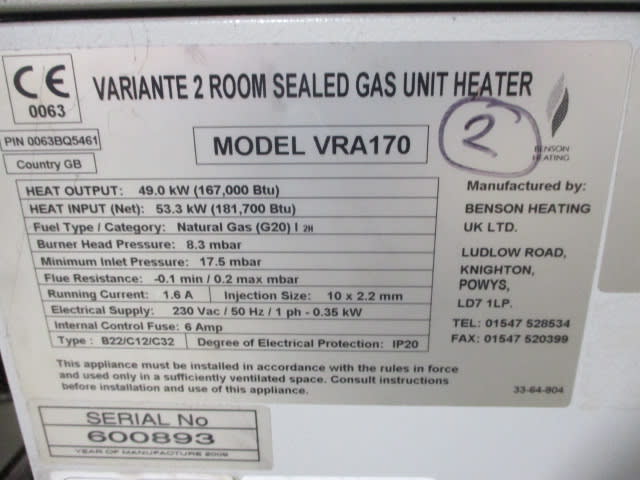 CE
0063
VARIANTE 2 ROOM SEALED GAS UNIT HEATER
PIN 0063BQ5461
Country GB
MODEL VRA170
2
BENSON
HEATING
HEAT OUTPUT: 49.0 kW (167,000 Btu)
HEAT INPUT (Net): 53.3 kW (181,700 Btu)
Fuel Type / Category: Natural Gas (G20) I 2H
Burner Head Pressure: 8.3 mbar
Minimum Inlet Pressure: 17.5 mbar
Flue Resistance: -0.1 min / 0.2 max mbar
Running Current: 1.6 A Injection Size: 10 x 2.2 mm
Electrical Supply: 230 Vac / 50 Hz / 1 ph - 0.35 kW
Internal Control Fuse: 6 Amp
Type : B22/C12/C32 Degree of Electrical Protection: IP20
Manufactured by:
BENSON HEATING
UK LTD.
LUDLOW ROAD,
KNIGHTON,
POWYS,
LD7 1LP.
TEL: 01547 528534
FAX: 01547 520399
This appliance must be installed in accordance with the rules in force
and used only in a sufficiently ventilated space. Consult instructions
before installation and use of this appliance.
33-64-804
SERIAL No
600893
YEAR OF MANUFACTURE